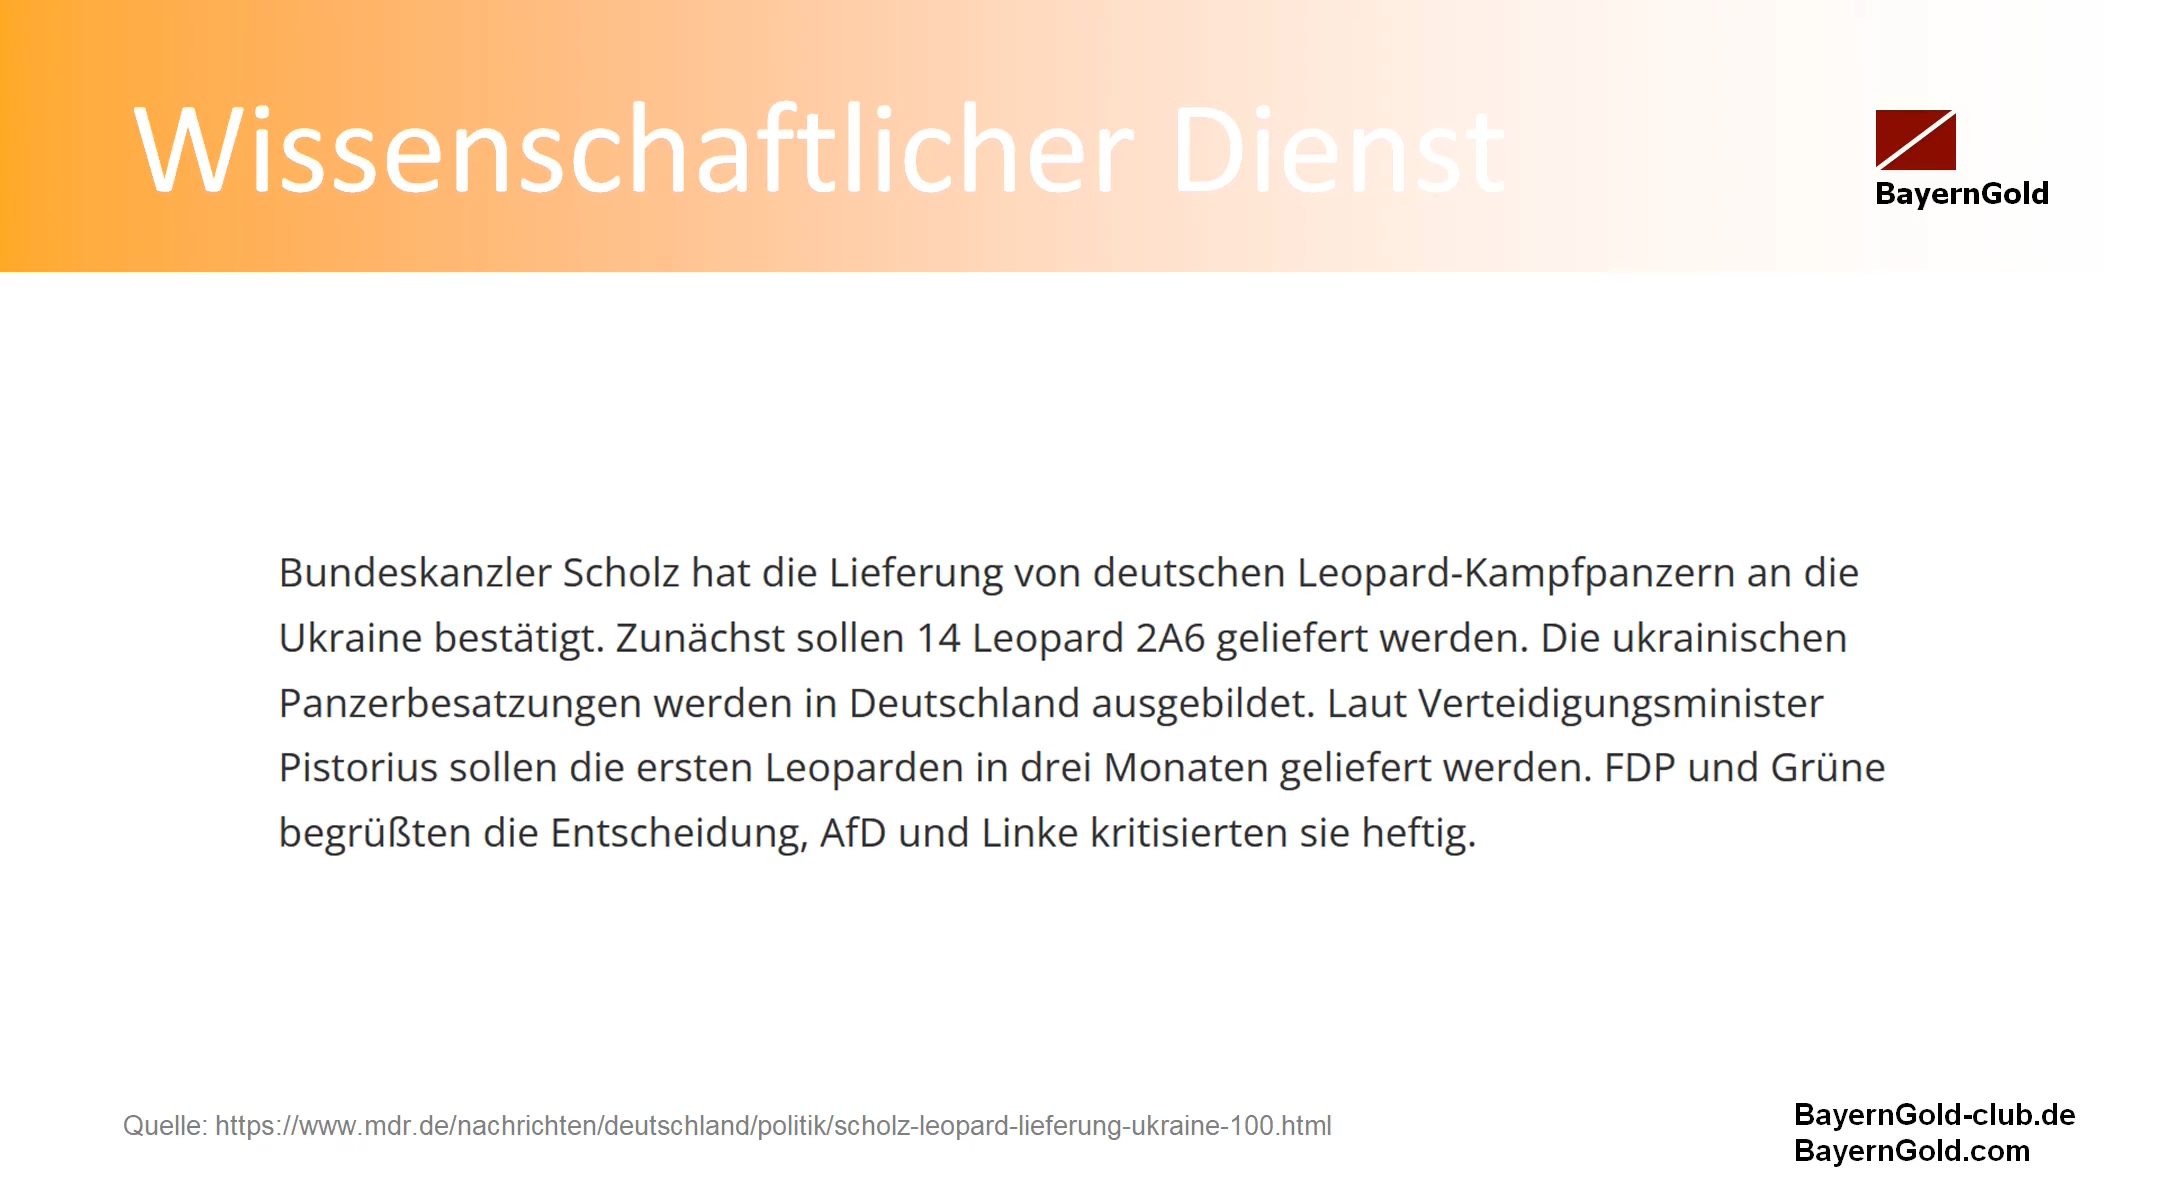 Wissenschaftlicher Dienst
BayernGold
Bundeskanzler Scholz hat die Lieferung von deutschen Leopard-Kampfpanzern an die
Ukraine bestätigt. Zunächst sollen 14 Leopard 2A6 geliefert werden. Die ukrainischen
Panzerbesatzungen werden in Deutschland ausgebildet. Laut Verteidigungsminister
Pistorius sollen die ersten Leoparden in drei Monaten geliefert werden. FDP und Grüne
begrüßten die Entscheidung, AfD und Linke kritisierten sie heftig.
Quelle: https://www.mdr.de/nachrichten/deutschland/politik/scholz-leopard-lieferung-ukraine-100.html
BayernGold-club.de
BayernGold.com